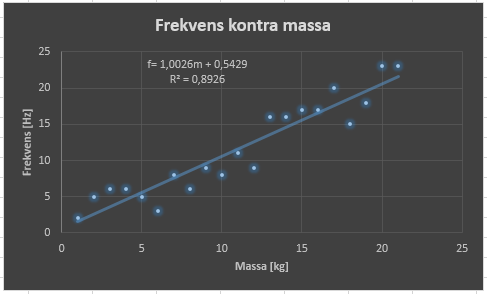 Frekvens kontra massa
f= 1,0026m + 0,5429
R² = 0,8926
25
20
15
10
5
0
Frekvens [Hz]
0 5 10 15 20 25
Massa [kg]